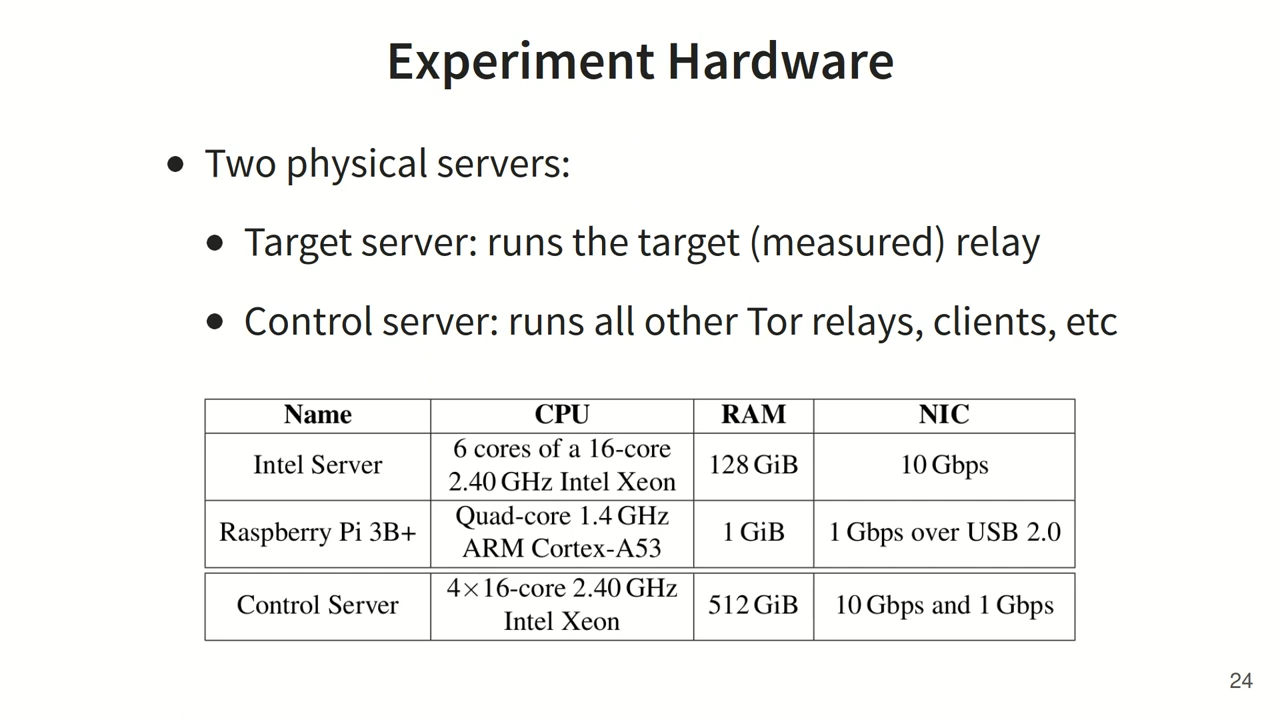 Experiment Hardware
• Two physical servers:
• Target server: runs the target (measured) relay
• Control server: runs all other Tor relays, clients, etc
Name CPU RAM NIC
Intel Server 6 cores of a 16-core 2.40 GHz Intel Xeon 128 GiB 10 Gbps
Raspberry Pi 3B+ Quad-core 1.4 GHz ARM Cortex-A53 1 GiB 1 Gbps over USB 2.0
Control Server 4×16-core 2.40 GHz Intel Xeon 512 GiB 10 Gbps and 1 Gbps
24